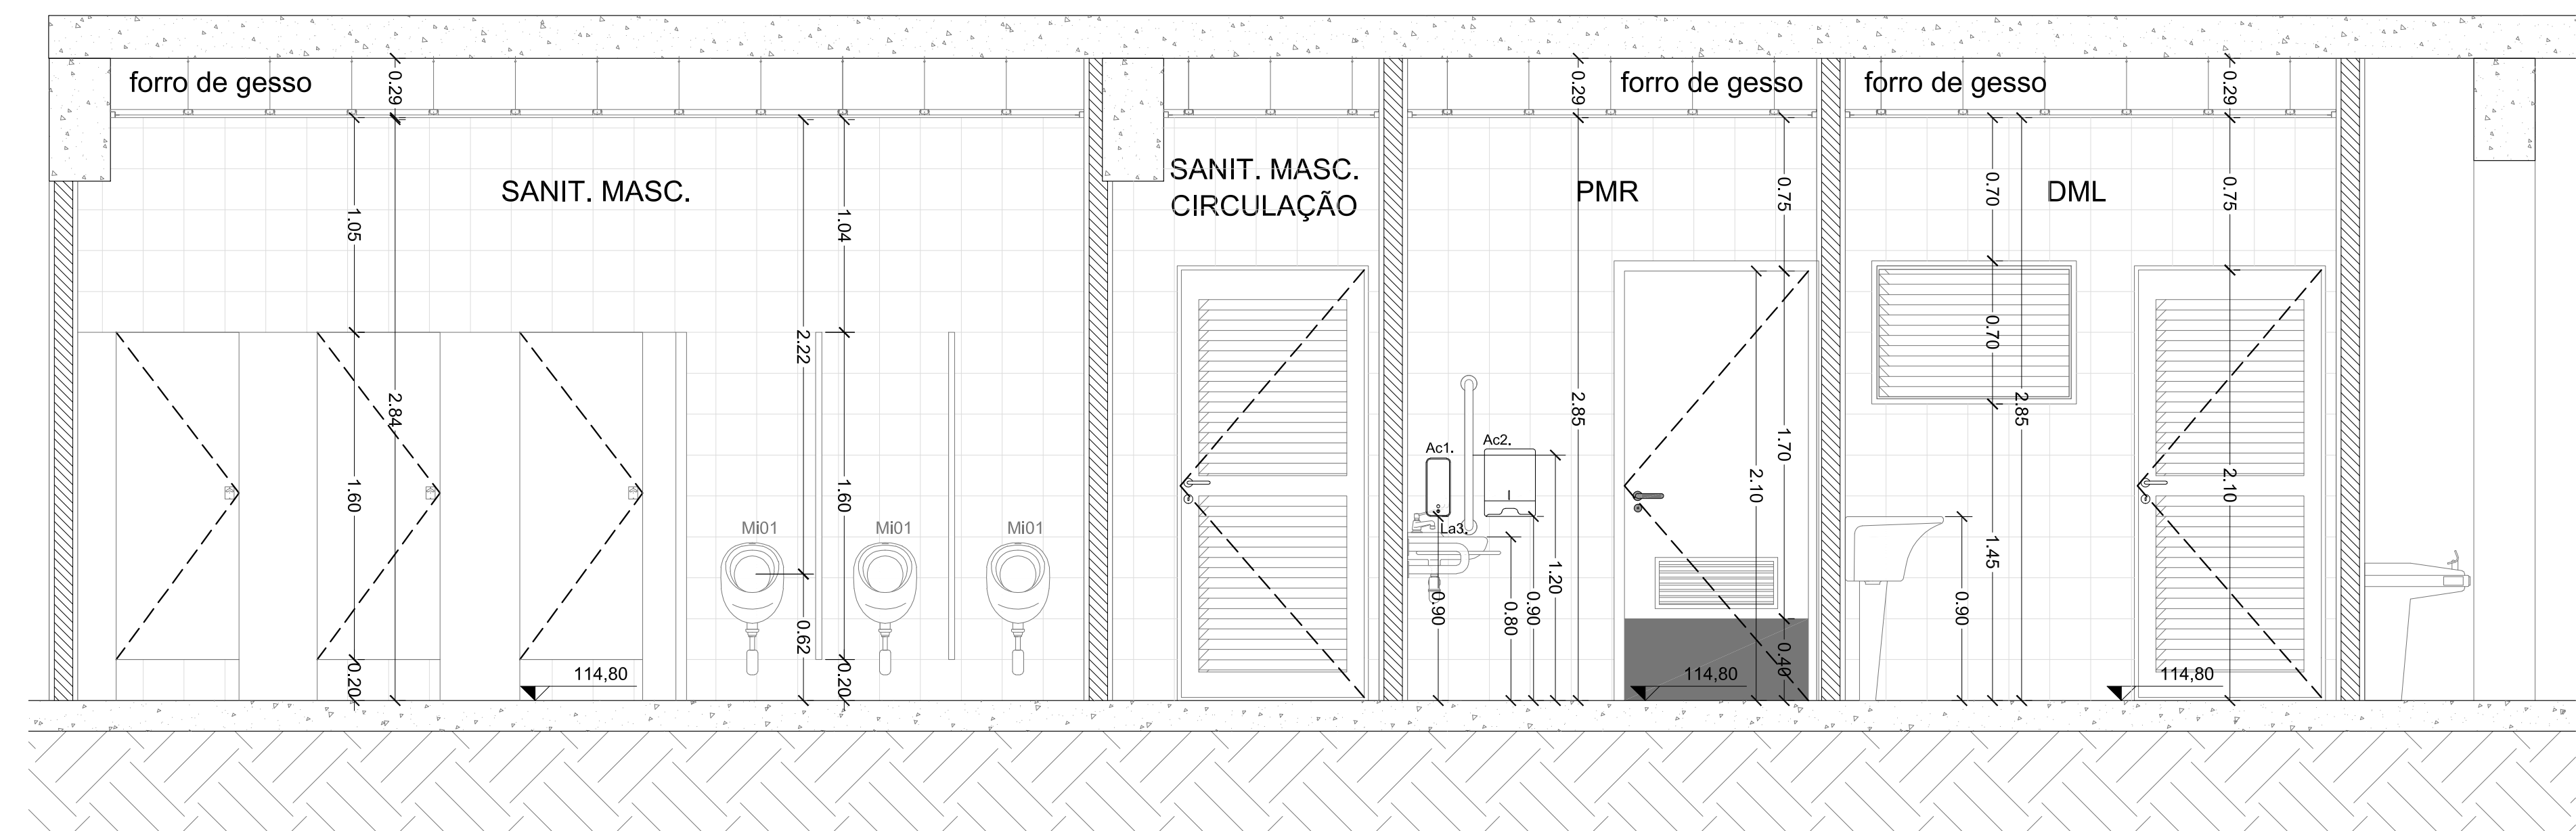 forro de gesso
0.29
0.29
forro de gesso
forro de gesso
0.29
SANIT. MASC.
SANIT. MASC.
CIRCULAÇÃO
PMR
DML
1.05
1.04
0.75
0.70
0.75
2.22
0.70
2.84
2.85
2.85
Ac1.
Ac2.
1.70
2.10
2.10
1.60
1.60
Mi01
Mi01
Mi01
La3.
1.20
1.45
0.90
0.80
0.90
0.90
0.62
0.20
0.20
0.40
114,80
114,80
114,80